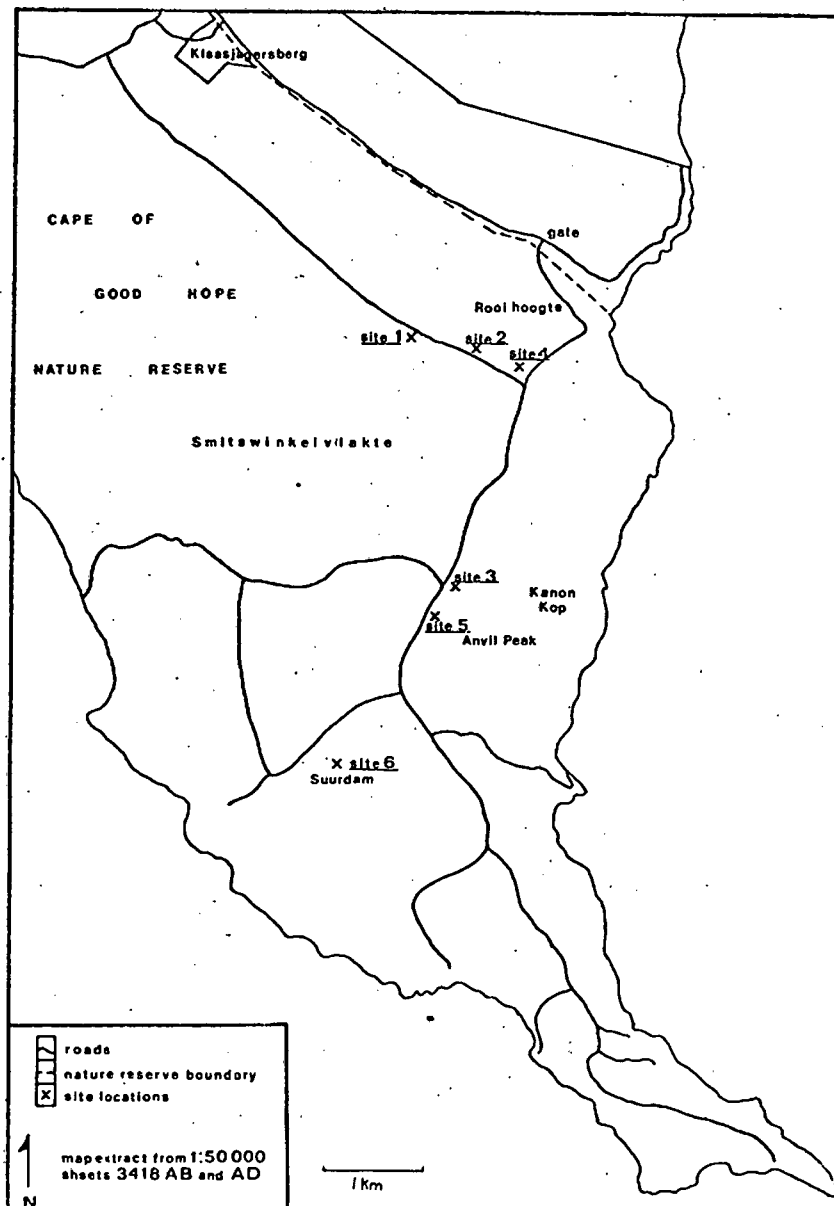 Klaasjagersberg
CAPE OF
gate
GOOD HOPE
Rooi hoogte
site 1
site 2
site 4
NATURE RESERVE
Smitswinkelvlakte
site 3
Kanon
Kop
site 5
Anvil Peak
site 6
Suurdam
roads
nature reserve boundary
site locations
map extract from 1:50 000
sheets 3418 AB and AD
N
1 km